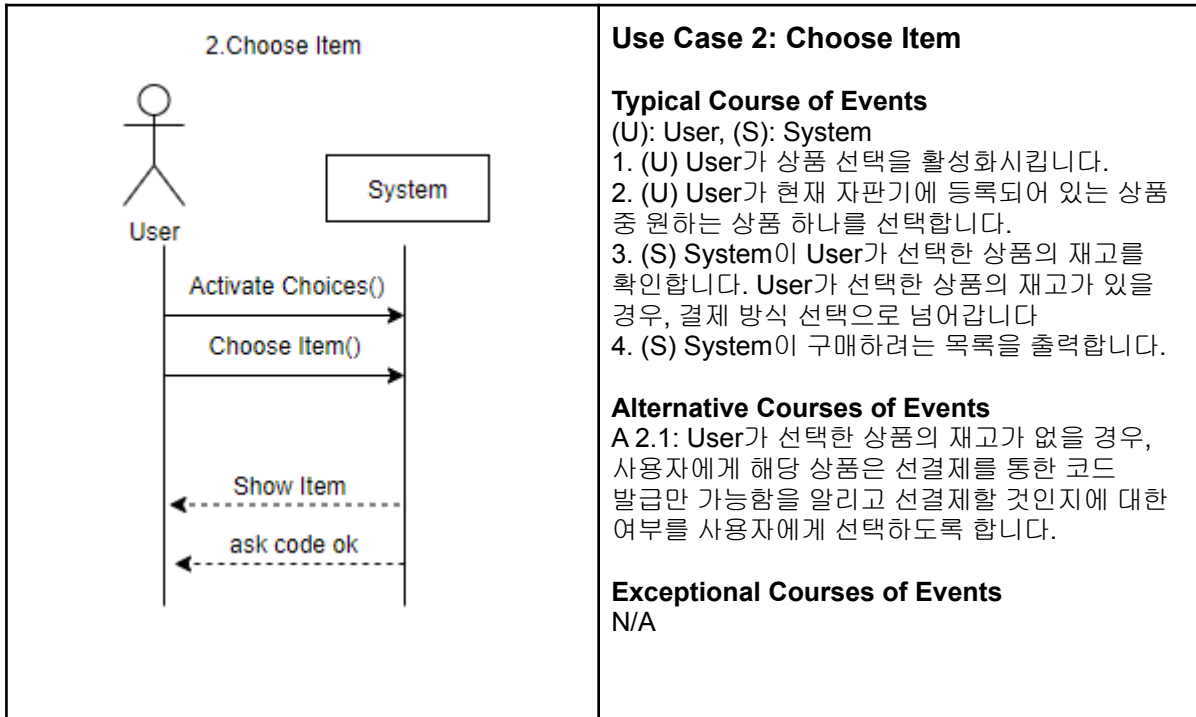 2.Choose Item
User
System
Activate Choices()
Choose Item()
Show Item
ask code ok
Use Case 2: Choose Item
Typical Course of Events
(U): User, (S): System
1. (U) User가 상품 선택을 활성화시킵니다.
2. (U) User가 현재 자판기에 등록되어 있는 상품
중 원하는 상품 하나를 선택합니다.
3. (S) System이 User가 선택한 상품의 재고를
확인합니다. User가 선택한 상품의 재고가 있을
경우, 결제 방식 선택으로 넘어갑니다
4. (S) System이 구매하려는 목록을 출력합니다.
Alternative Courses of Events
A 2.1: User가 선택한 상품의 재고가 없을 경우,
사용자에게 해당 상품은 선결제를 통한 코드
발급만 가능함을 알리고 선결제할 것인지에 대한
여부를 사용자에게 선택하도록 합니다.
Exceptional Courses of Events
N/A